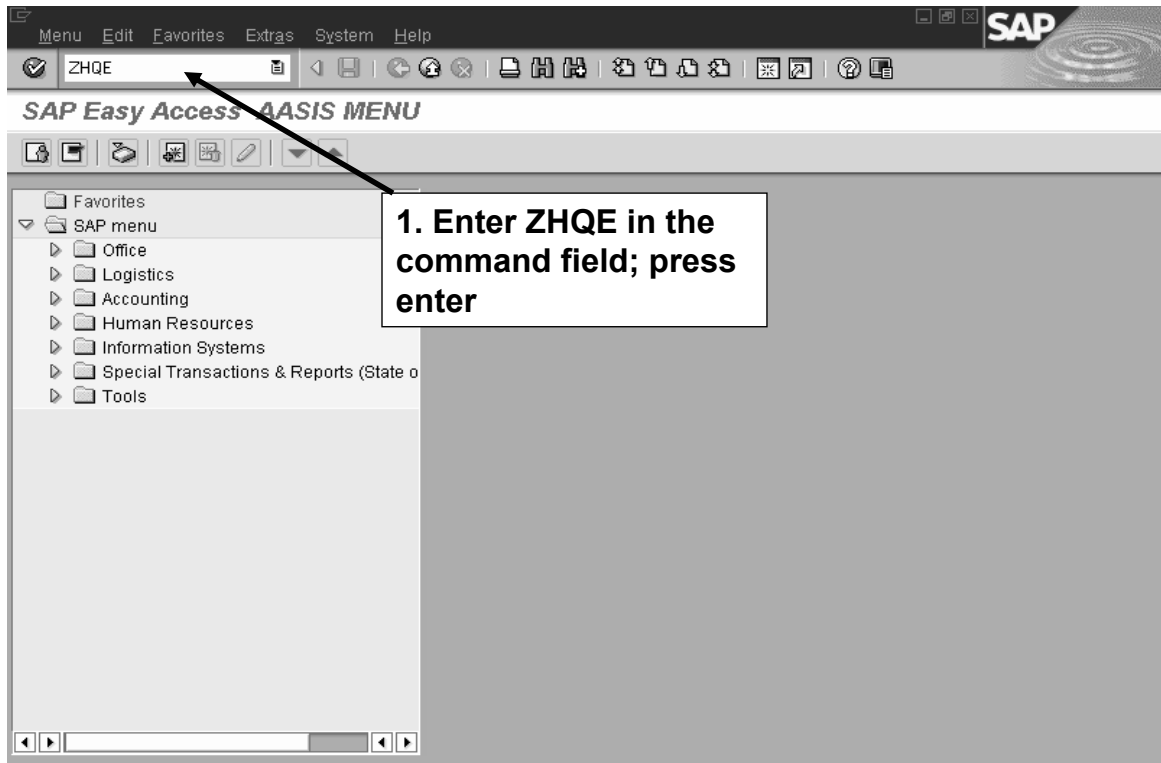 Menu Edit Favorites Extras System Help
SAP
ZHQE
SAP Easy Access AASIS MENU
Favorites
SAP menu
Office
Logistics
Accounting
Human Resources
Information Systems
Special Transactions & Reports (State o
Tools
1. Enter ZHQE in the
command field; press
enter